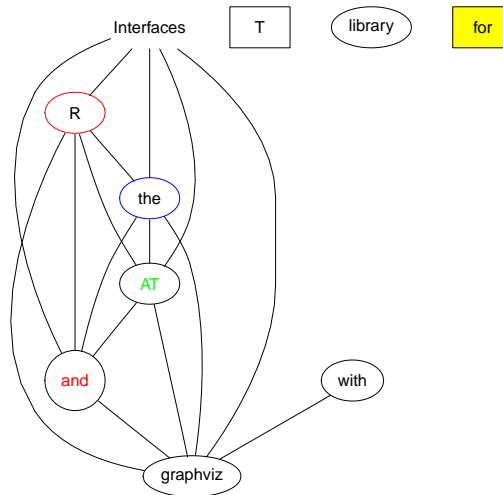 Interfaces T library for
R
the
AT
and with
graphviz